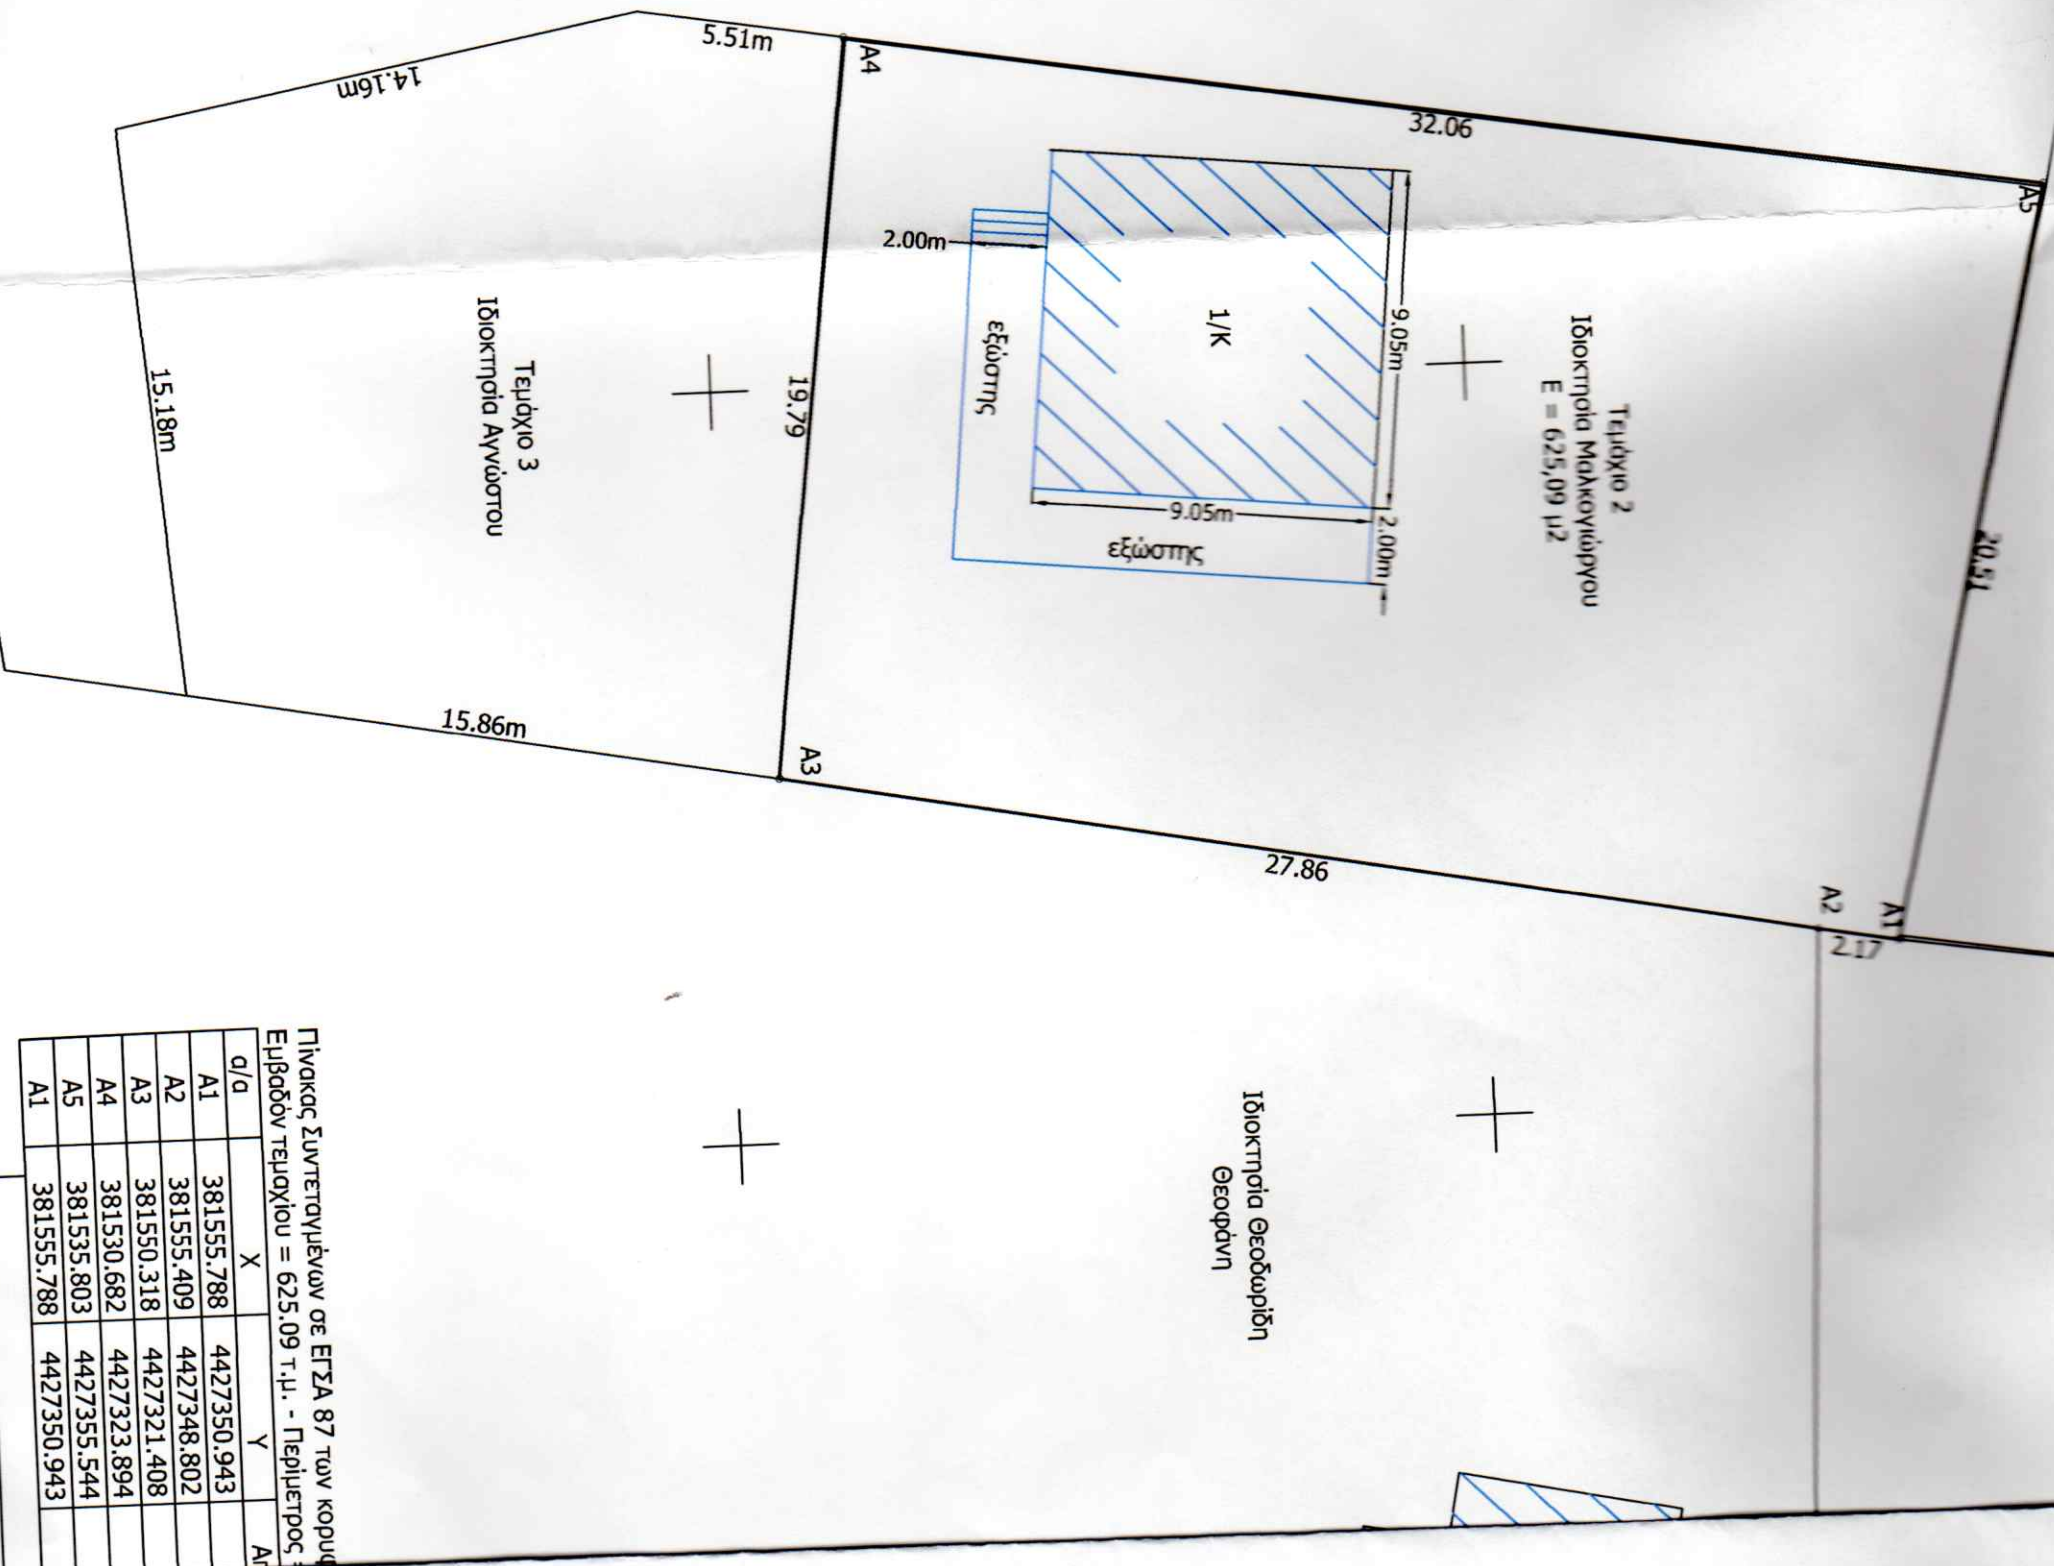 A5
20.51
A1
2.17
A2
32.06
Τεμάχιο 2
Ιδιοκτησία Μαλκογιώργου
Ε = 625,09 μ2
9.05m
2.00m
1/Κ
9.05m
εξώστης
2.00m
εξώστης
27.86
A4
19.79
A3
5.51m
Τεμάχιο 3
Ιδιοκτησία Αγνώστου
14.16m
15.18m
15.86m
Ιδιοκτησία Θεοδωρίδη
Θεοφάνη
Πίνακας Συντεταγμένων σε ΕΓΣΑ 87 των
Εμβαδόν τεμαχίου = 625.09 τ.μ. - Περίμετρος =
α/α X Y
A1 381555.788 4427350.943
A2 381555.409 4427348.802
A3 381550.318 4427321.408
A4 381530.682 4427323.894
A5 381535.803 4427355.544
A1 381555.788 4427350.943